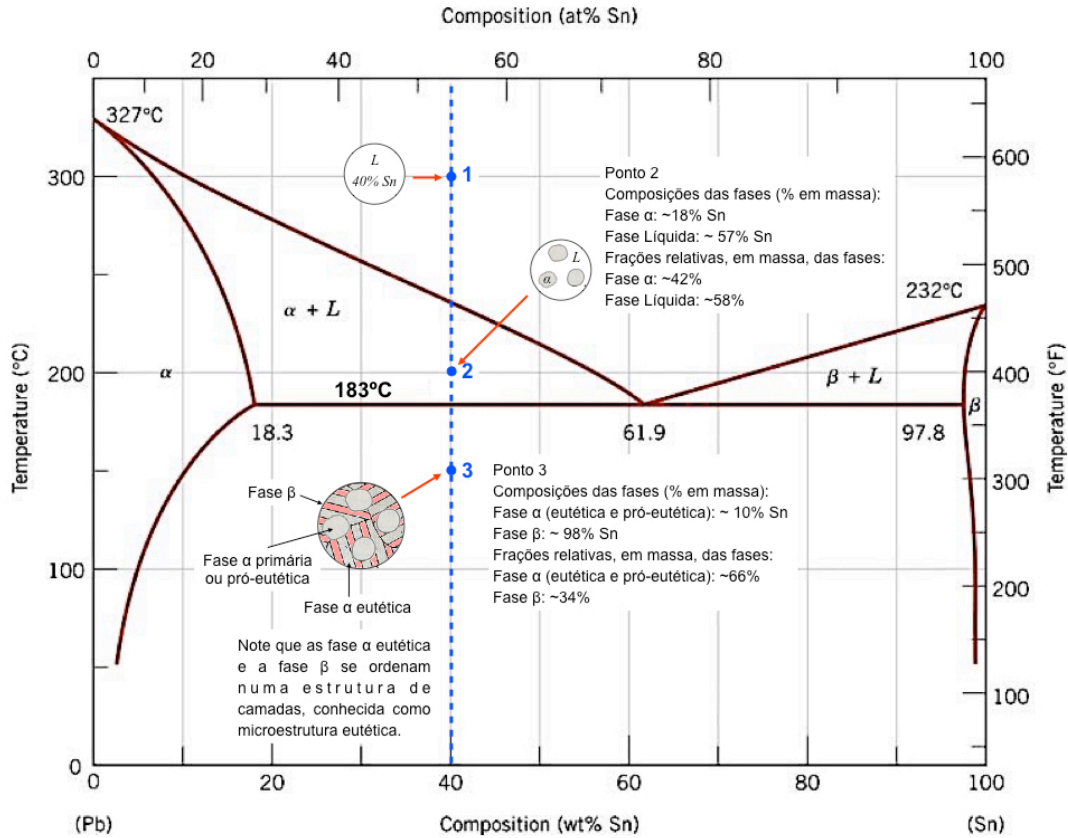 Composition (at% Sn)
0 20 40 60 80 100
327°C
300
200
100
0
Temperature (°C)
600
500
400
300
200
100
Temperature (°F)
L
40% Sn
1
Ponto 2
Composições das fases (% em massa):
Fase α: ~18% Sn
Fase Líquida: ~ 57% Sn
Frações relativas, em massa, das fases:
Fase α: ~42%
Fase Líquida: ~58%
L
α
232°C
α + L
α
2
β + L
183°C
β
18.3
61.9
97.8
3
Ponto 3
Composições das fases (% em massa):
Fase α (eutética e pró-eutética): ~ 10% Sn
Fase β: ~ 98% Sn
Frações relativas, em massa, das fases:
Fase α (eutética e pró-eutética): ~66%
Fase β: ~34%
Fase β
Fase α primária
ou pró-eutética
Fase α eutética
Note que as fase α eutética
e a fase β se ordenam
numa estrutura de
camadas, conhecida como
microestrutura eutética.
0 20 40 60 80 100
(Pb) Composition (wt% Sn) (Sn)